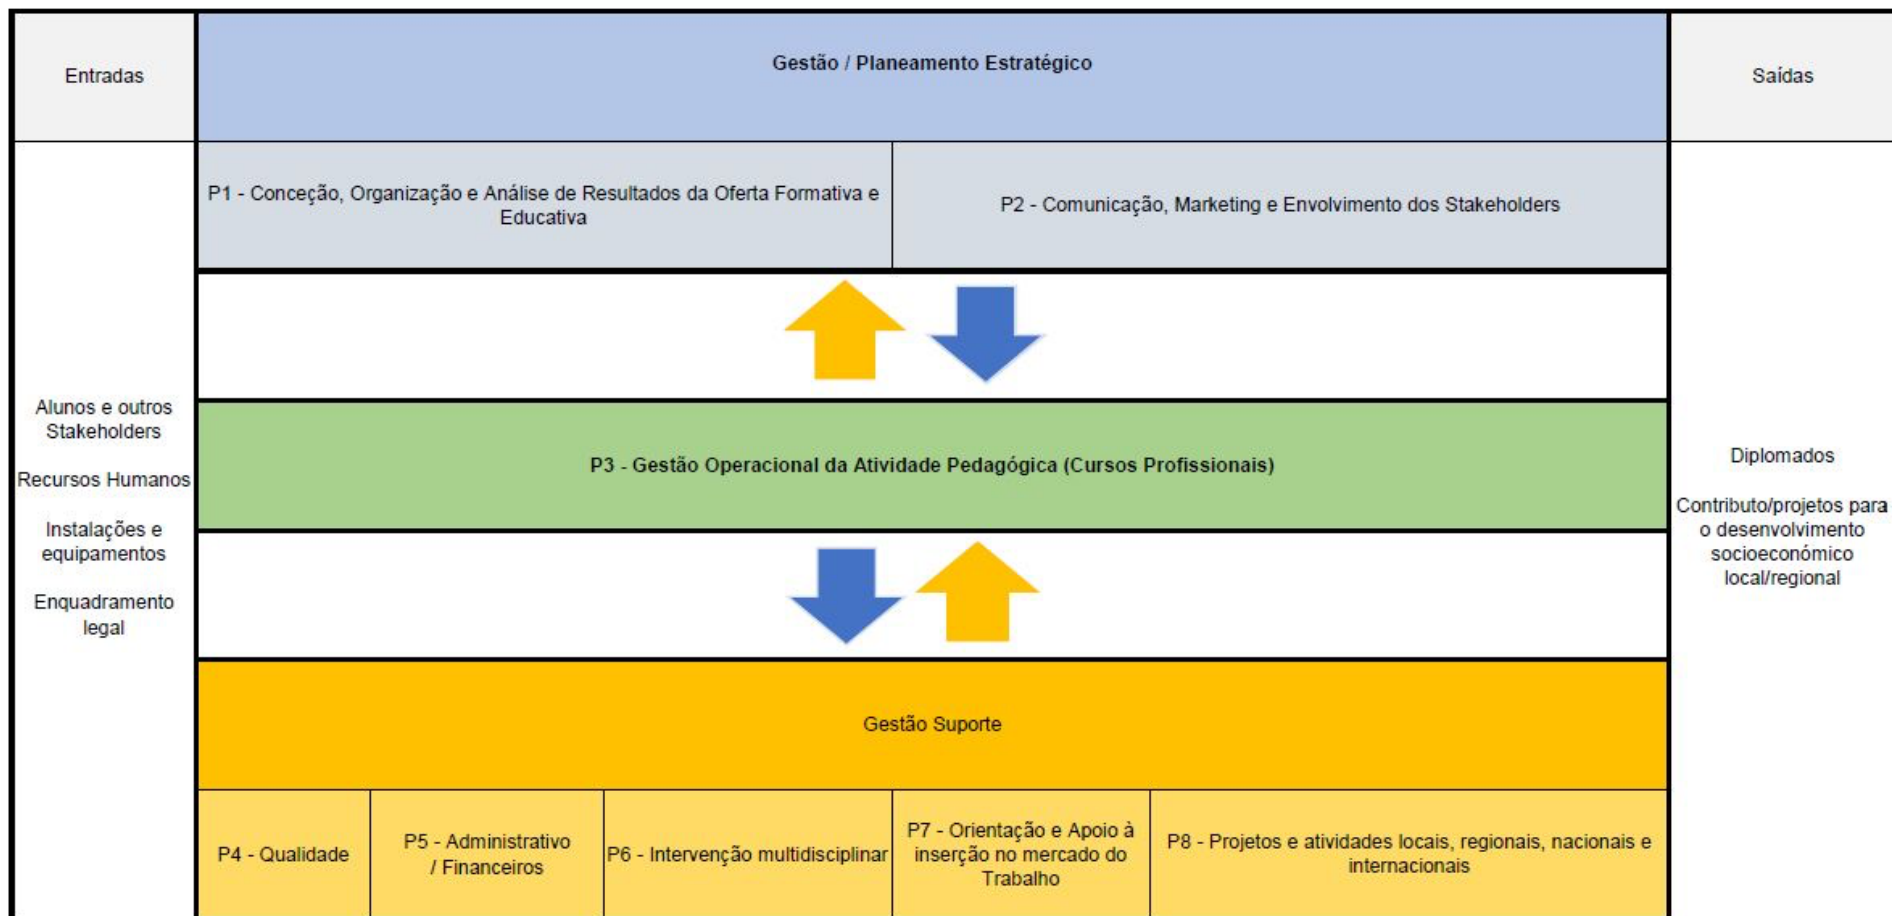 Entradas
Gestão / Planeamento Estratégico
Saídas
P1 - Conceção, Organização e Análise de Resultados da Oferta Formativa e
Educativa
P2 - Comunicação, Marketing e Envolvimento dos Stakeholders
Alunos e outros
Stakeholders
Recursos Humanos
Instalações e
equipamentos
Enquadramento
legal
P3 - Gestão Operacional da Atividade Pedagógica (Cursos Profissionais)
Diplomados
Contributo/projetos para
o desenvolvimento
socioeconómico
local/regional
Gestão Suporte
P4 - Qualidade
P5 - Administrativo
/ Financeiros
P6 - Intervenção multidisciplinar
P7 - Orientação e Apoio à
inserção no mercado do
Trabalho
P8 - Projetos e atividades locais, regionais, nacionais e
internacionais